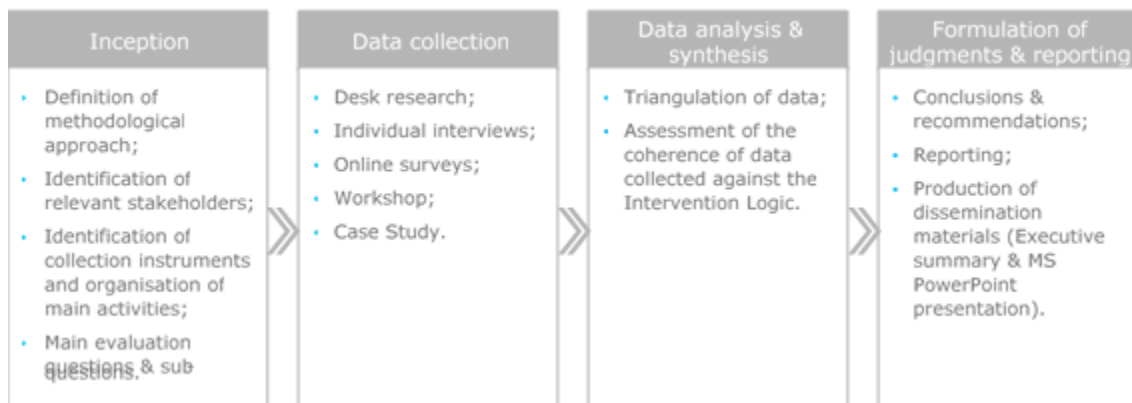 Inception
Definition of
methodological
approach;
Identification of
relevant stakeholders;
Identification of
collection instruments
and organisation of
main activities;
Main evaluation
questions & sub-
questions.
Data collection
Desk research;
Individual interviews;
Online surveys;
Workshop;
Case Study.
Data analysis &
synthesis
Triangulation of data;
Assessment of the
coherence of data
collected against the
Intervention Logic.
Formulation of
judgments & reporting
Conclusions &
recommendations;
Reporting;
Production of
dissemination
materials (Executive
summary & MS
PowerPoint
presentation).